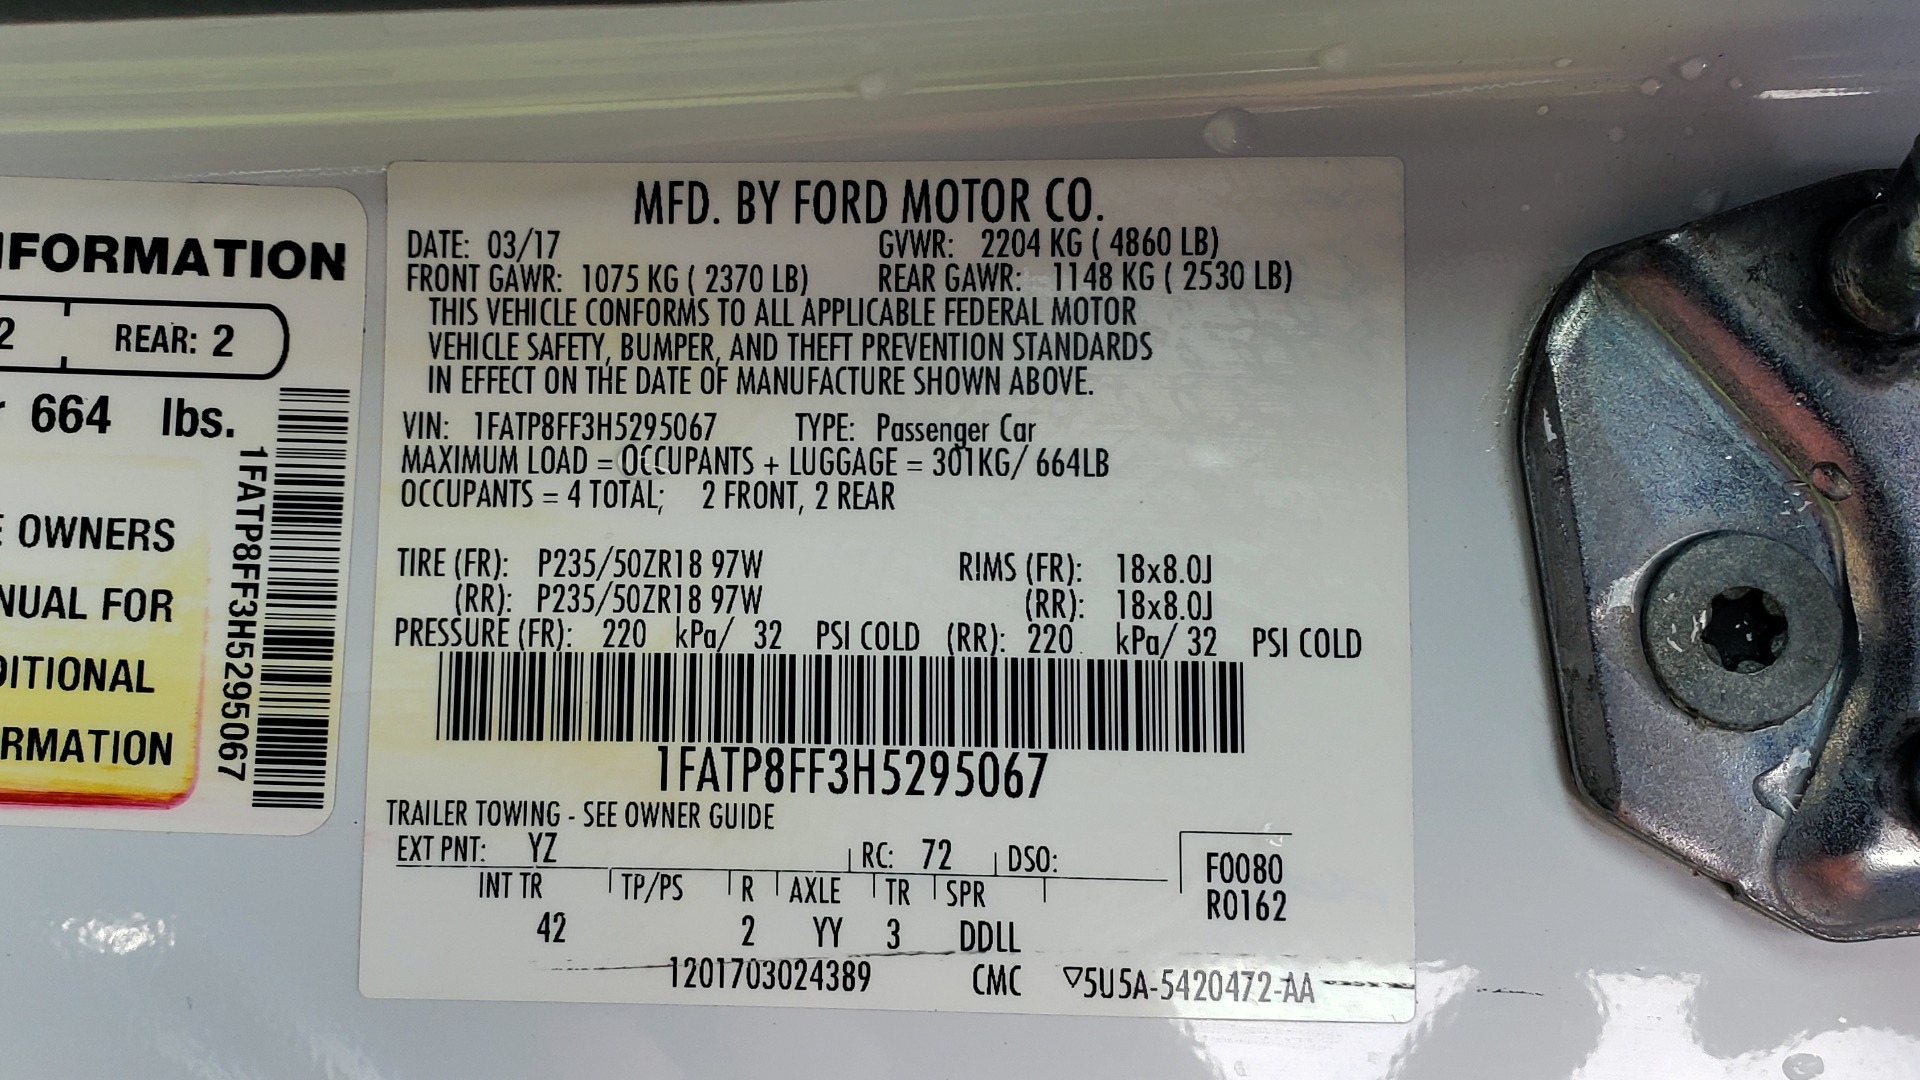 NFORMATION
2 REAR: 2
664 lbs.
OWNERS
NUAL FOR
DITIONAL
RMATION
1FATP8FF3H5295067
MFD. BY FORD MOTOR CO.
DATE: 03/17 GVWR: 2204 KG ( 4860 LB)
FRONT GAWR: 1075 KG ( 2370 LB) REAR GAWR: 1148 KG ( 2530 LB)
THIS VEHICLE CONFORMS TO ALL APPLICABLE FEDERAL MOTOR
VEHICLE SAFETY, BUMPER, AND THEFT PREVENTION STANDARDS
IN EFFECT ON THE DATE OF MANUFACTURE SHOWN ABOVE.
VIN: 1FATP8FF3H5295067 TYPE: Passenger Car
MAXIMUM LOAD = OCCUPANTS + LUGGAGE = 301KG/ 664LB
OCCUPANTS = 4 TOTAL; 2 FRONT, 2 REAR
TIRE (FR): P235/50ZR18 97W RIMS (FR): 18x8.0J
(RR): P235/50ZR18 97W (RR): 18x8.0J
PRESSURE (FR): 220 kPa/ 32 PSI COLD (RR): 220 kPa/ 32 PSI COLD
1FATP8FF3H5295067
TRAILER TOWING - SEE OWNER GUIDE
EXT PNT: YZ RC: 72 DSO:
INT TR TP/PS R AXLE TR SPR
42 2 YY 3 DDLL
F0080
R0162
1201703024389 CMC ▽5U5A-5420472-AA